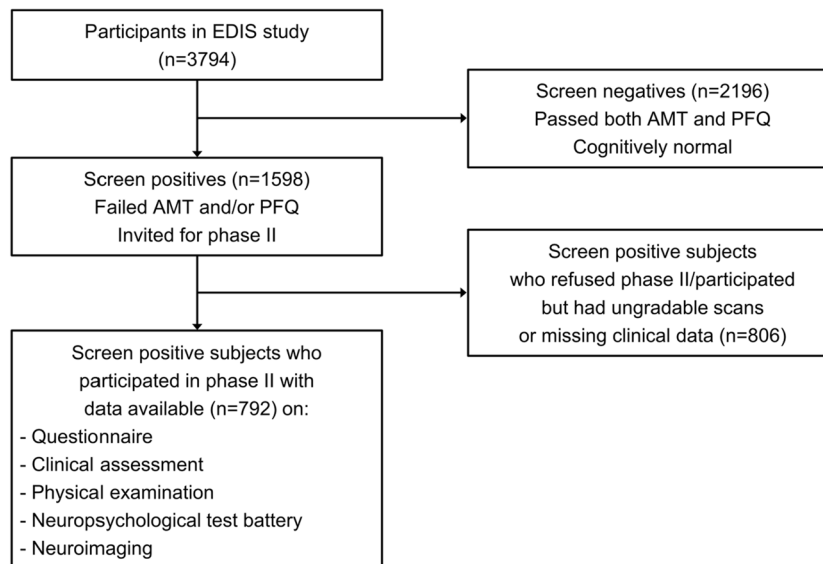 Participants in EDIS study
(n=3794)
Screen negatives (n=2196)
Passed both AMT and PFQ
Cognitively normal
Screen positives (n=1598)
Failed AMT and/or PFQ
Invited for phase II
Screen positive subjects
who refused phase II/participated
but had ungradable scans
or missing clinical data (n=806)
Screen positive subjects who
participated in phase II with
data available (n=792) on:
- Questionnaire
- Clinical assessment
- Physical examination
- Neuropsychological test battery
- Neuroimaging